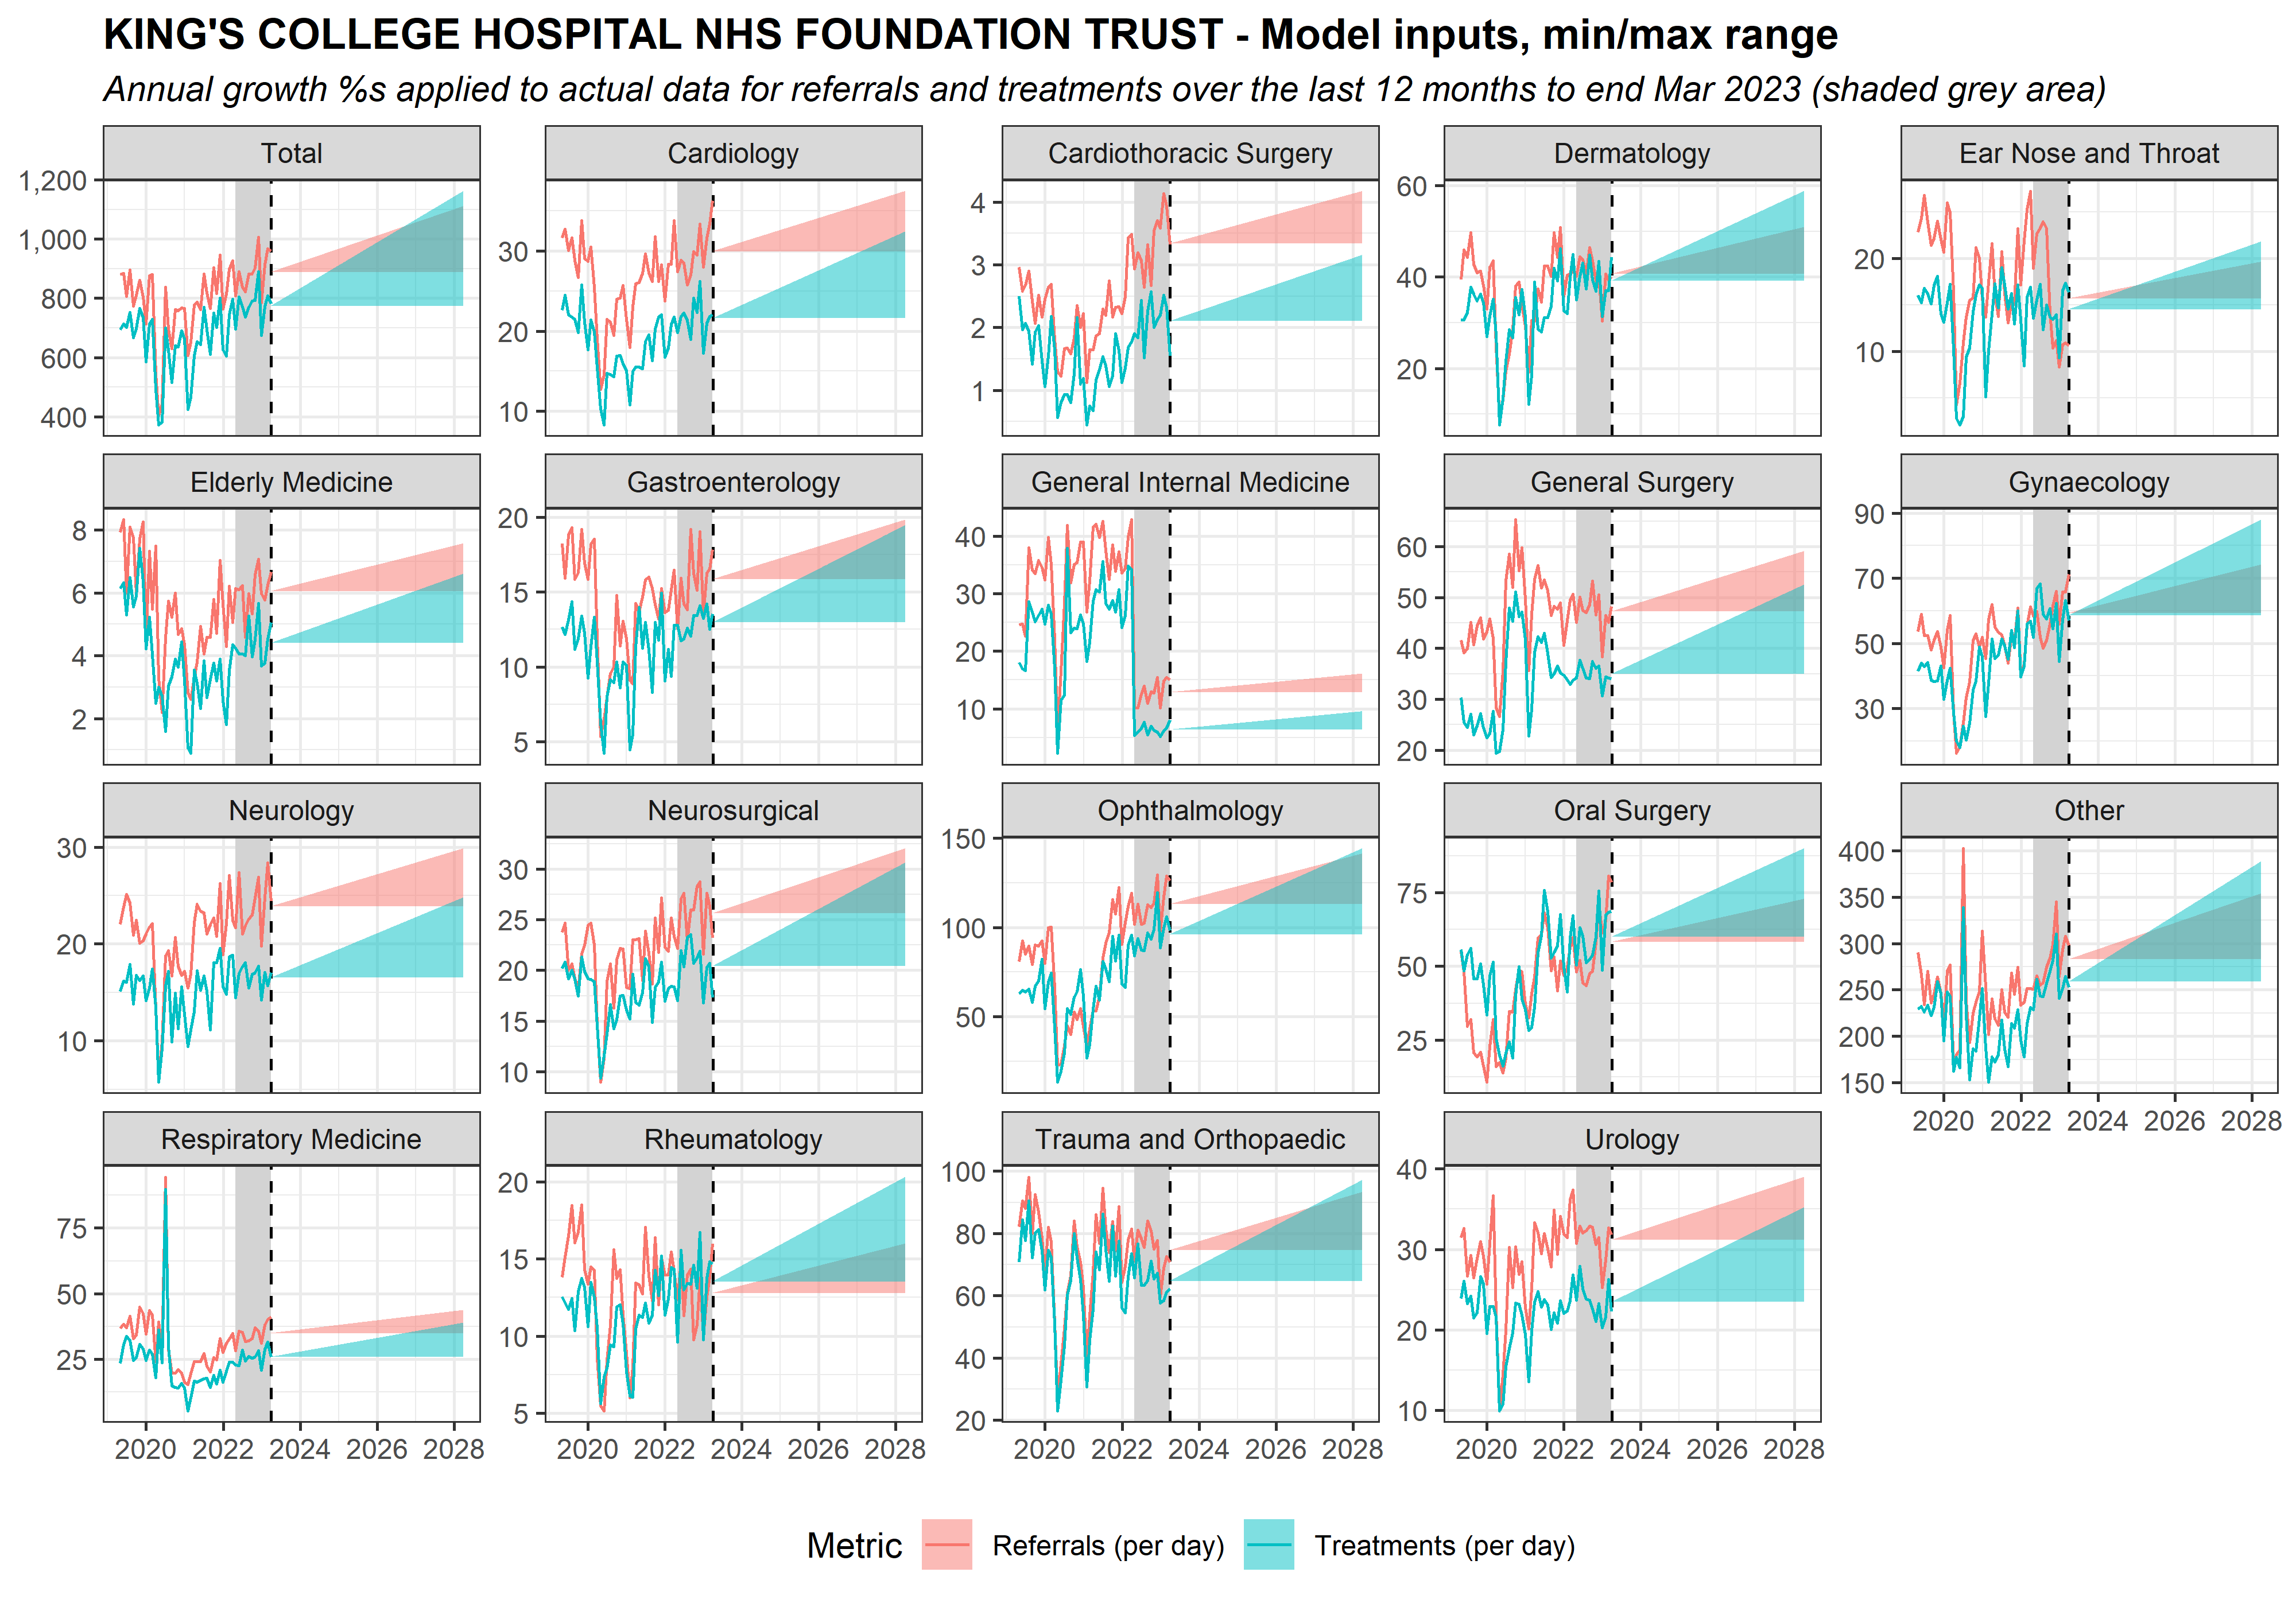 KING'S COLLEGE HOSPITAL NHS FOUNDATION TRUST - Model inputs, min/max range
Annual growth %s applied to actual data for referrals and treatments over the last 12 months to end Mar 2023 (shaded grey area)
Total
1,200
1,000
800
600
400
Cardiology
30
20
10
Cardiothoracic Surgery
4
3
2
1
Dermatology
60
40
20
Ear Nose and Throat
20
10
Elderly Medicine
8
6
4
2
Gastroenterology
20
15
10
5
General Internal Medicine
40
30
20
10
General Surgery
60
50
40
30
20
Gynaecology
90
70
50
30
Neurology
30
20
10
Neurosurgical
30
25
20
15
10
Ophthalmology
150
100
50
Oral Surgery
75
50
25
Other
400
350
300
250
200
150
2020 2022 2024 2026 2028
Respiratory Medicine
75
50
25
2020 2022 2024 2026 2028
Rheumatology
20
15
10
5
2020 2022 2024 2026 2028
Trauma and Orthopaedic
100
80
60
40
20
2020 2022 2024 2026 2028
Urology
40
30
20
10
2020 2022 2024 2026 2028
Metric Referrals (per day) Treatments (per day)